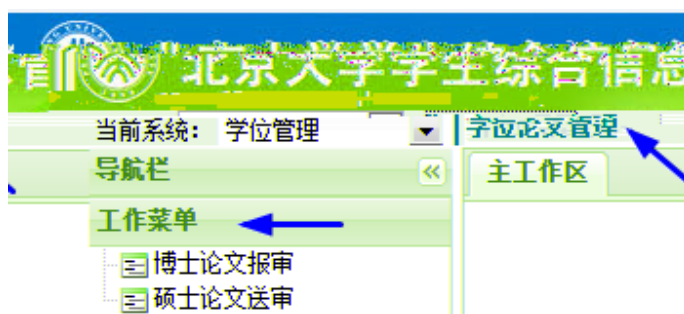 北京大学学生综合信息
当前系统： 学位管理 学位论文管理
导航栏 主工作区
工作菜单
博士论文报审
硕士论文送审